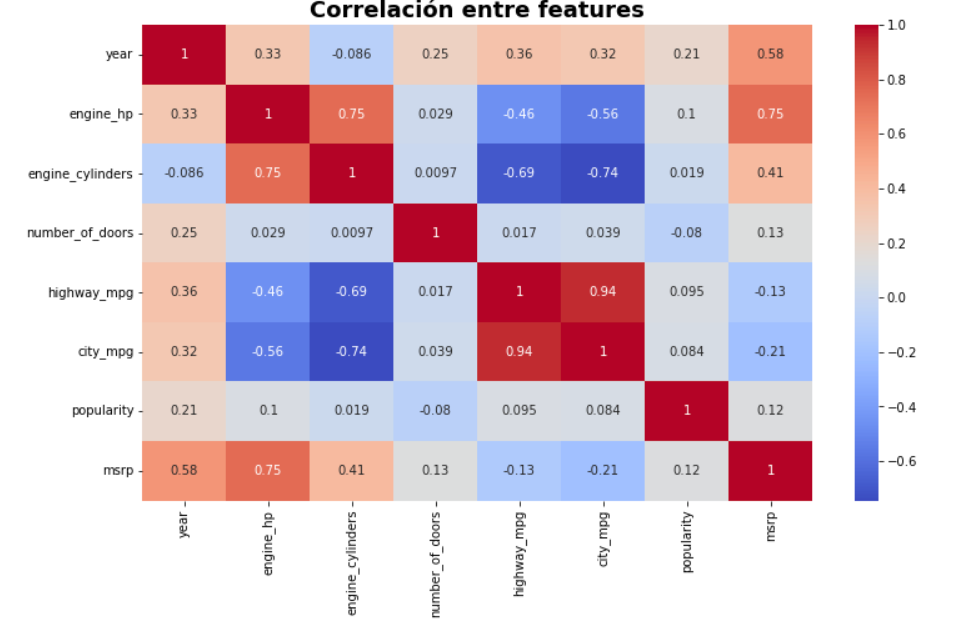 Correlación entre features
year 1 0.33 -0.086 0.25 0.36 0.32 0.21 0.58
engine_hp 0.33 1 0.75 0.029 -0.46 -0.56 0.1 0.75
engine_cylinders -0.086 0.75 1 0.0097 -0.69 -0.74 0.019 0.41
number_of_doors 0.25 0.029 0.0097 1 0.017 0.039 -0.08 0.13
highway_mpg 0.36 -0.46 -0.69 0.017 1 0.94 0.095 -0.13
city_mpg 0.32 -0.56 -0.74 0.039 0.94 1 0.084 -0.21
popularity 0.21 0.1 0.019 -0.08 0.095 0.084 1 0.12
msrp 0.58 0.75 0.41 0.13 -0.13 -0.21 0.12 1
year engine_hp engine_cylinders number_of_doors highway_mpg city_mpg popularity msrp
1.0
0.8
0.6
0.4
0.2
0.0
−0.2
−0.4
−0.6